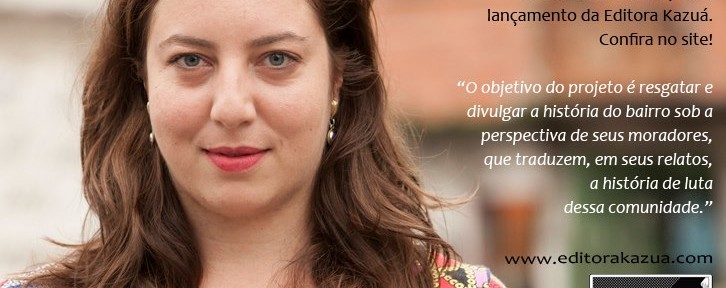 lançamento da Editora Kazuá.
Confira no site!
“O objetivo do projeto é resgatar e
divulgar a história do bairro sob a
perspectiva de seus moradores,
que traduzem, em seus relatos,
a história de luta
dessa comunidade.”
www.editorakazua.com